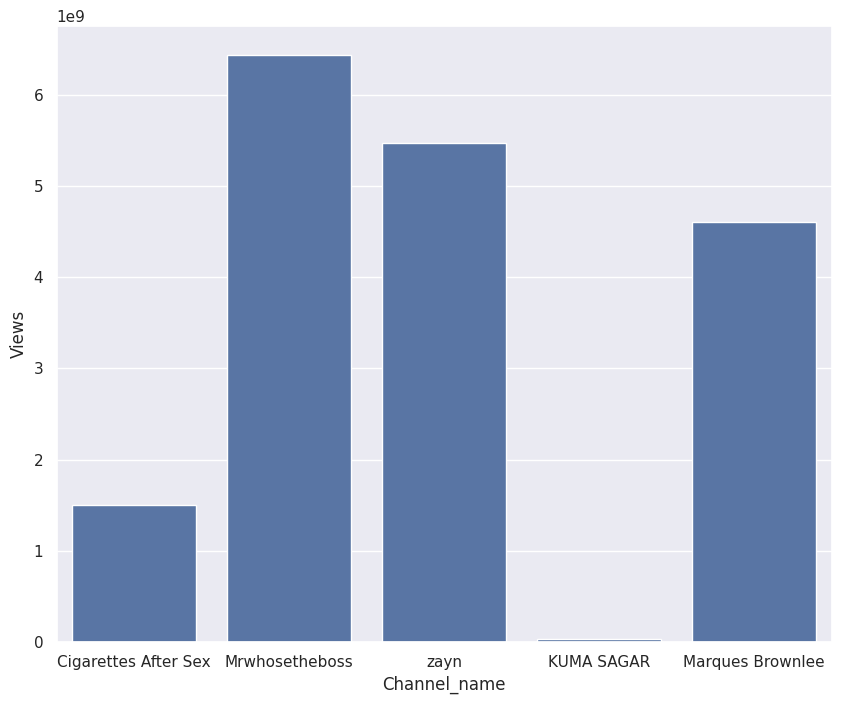 1e9
6
5
4
3
2
1
0
Views
Cigarettes After Sex Mrwhosetheboss zayn KUMA SAGAR Marques Brownlee
Channel_name